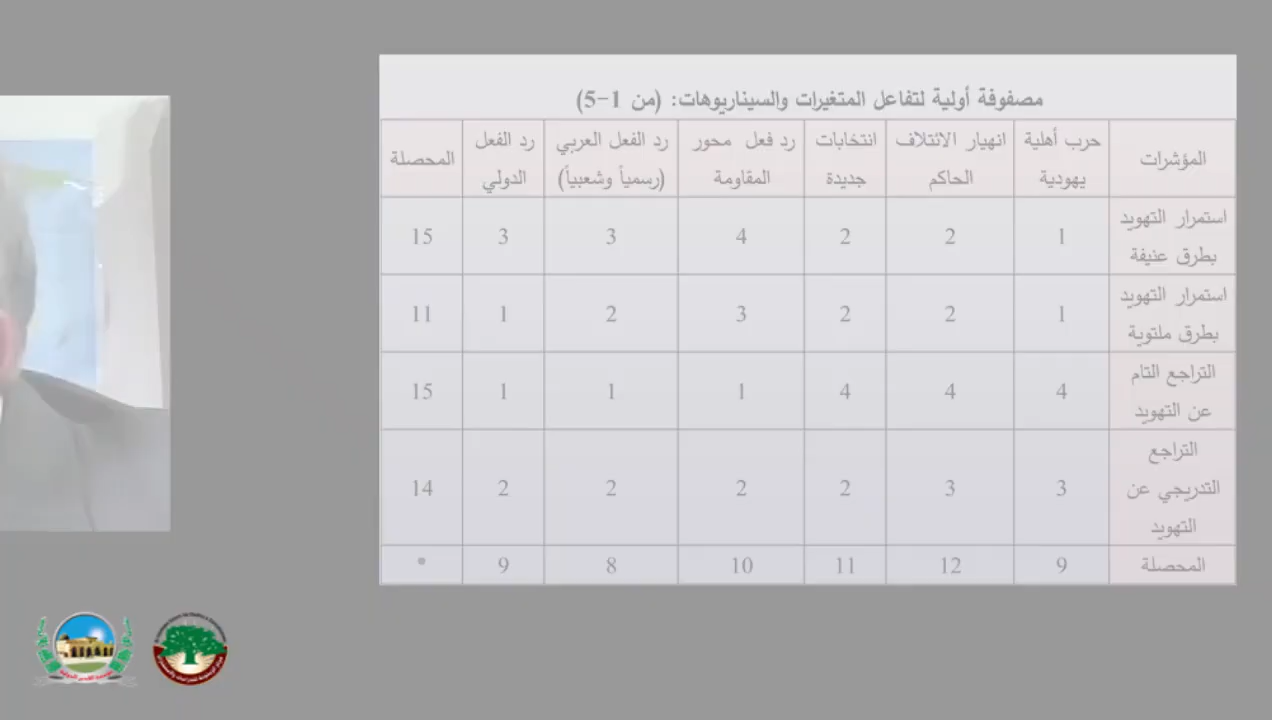 مصفوفة أولية لتفاعل المتغيرات والسيناريوهات: (من 1-5)
المؤشرات حرب أهلية يهودية انهيار الائتلاف الحاكم انتخابات جديدة رد فعل محور المقاومة رد الفعل العربي (رسمياً وشعبياً) رد الفعل الدولي المحصلة
استمرار التهويد بطرق عنيفة 1 2 2 4 3 3 15
استمرار التهويد بطرق ملتوية 1 2 2 3 2 1 11
التراجع التام عن التهويد 4 4 4 1 1 1 15
التراجع التدريجي عن التهويد 3 3 2 2 2 2 14
المحصلة 9 12 11 10 8 9 *